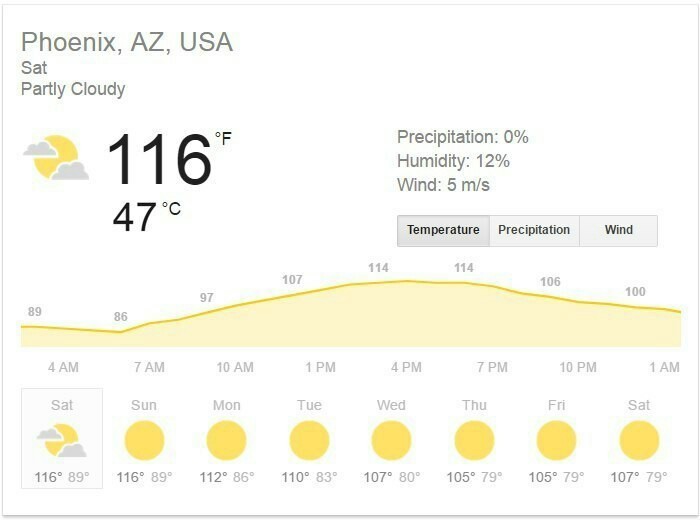 Phoenix, AZ, USA
Sat
Partly Cloudy
116 °F
47 °C
Precipitation: 0%
Humidity: 12%
Wind: 5 m/s
Temperature Precipitation Wind
89 86 97 107 114 114 106 100
4 AM 7 AM 10 AM 1 PM 4 PM 7 PM 10 PM 1 AM
Sat Sun Mon Tue Wed Thu Fri Sat
116° 89° 116° 89° 112° 86° 110° 83° 107° 80° 105° 79° 105° 79° 107° 79°